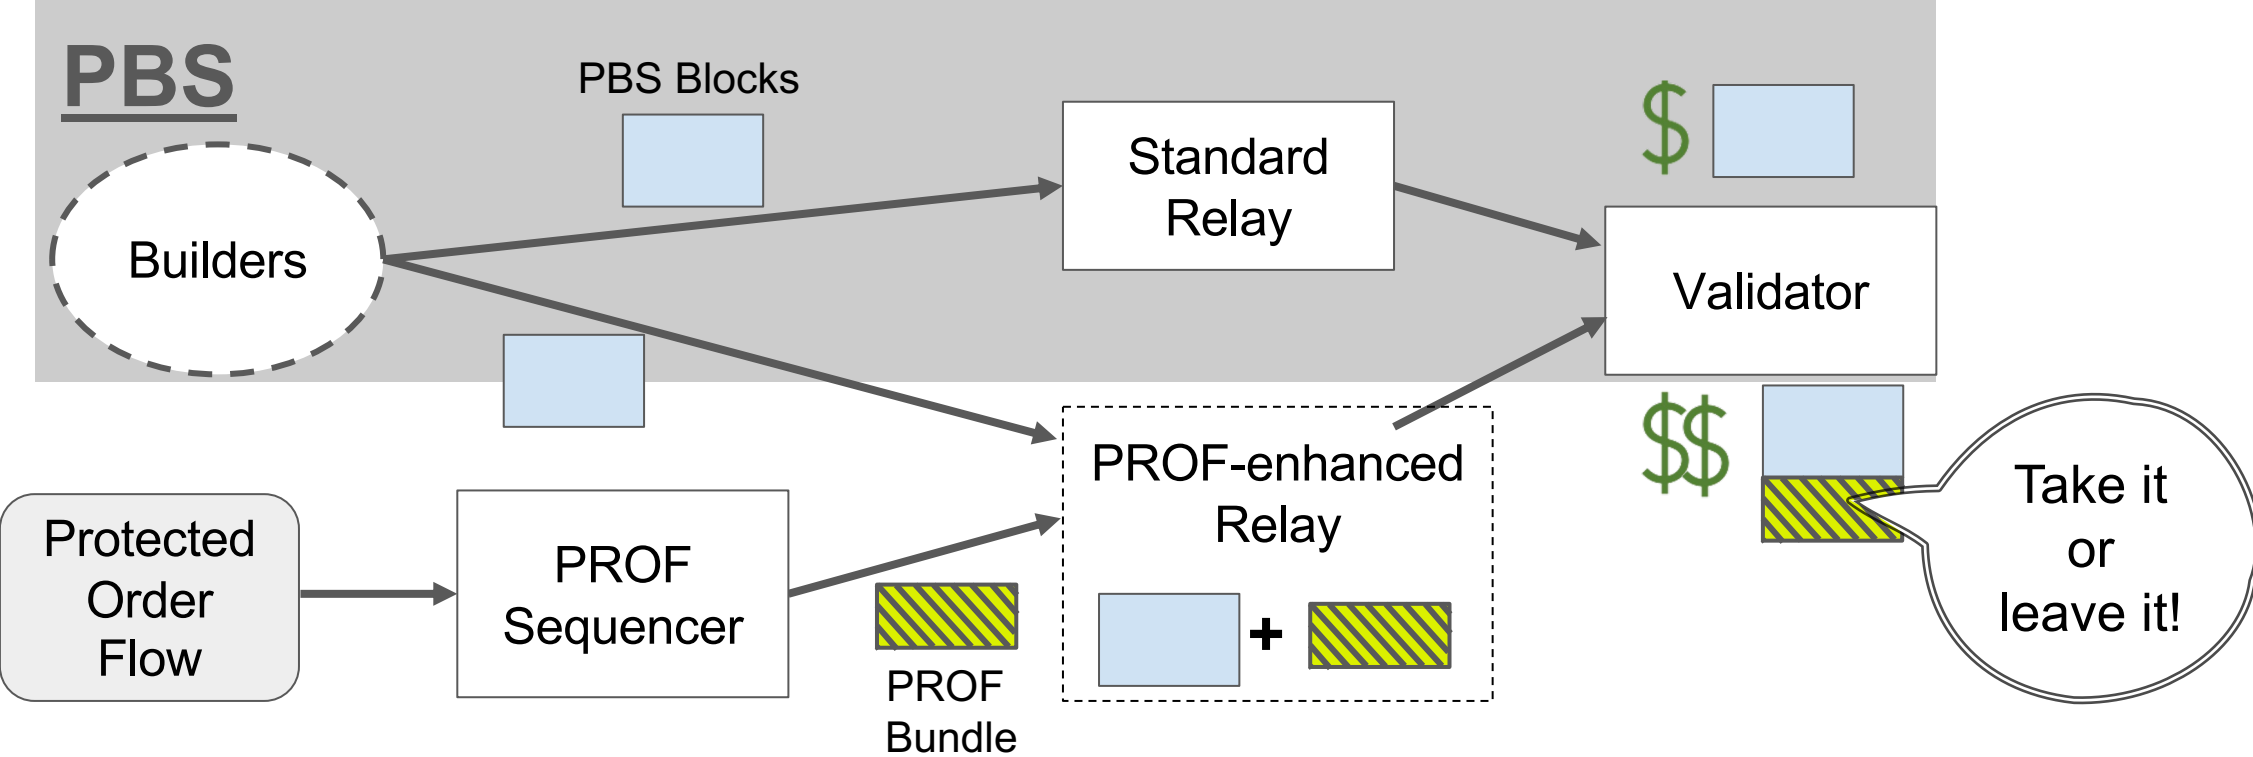 PBS
PBS Blocks
Builders
Standard
Relay
$
Validator
$$
Protected
Order
Flow
PROF
Sequencer
PROF
Bundle
PROF-enhanced
Relay
+
Take it
or
leave it!